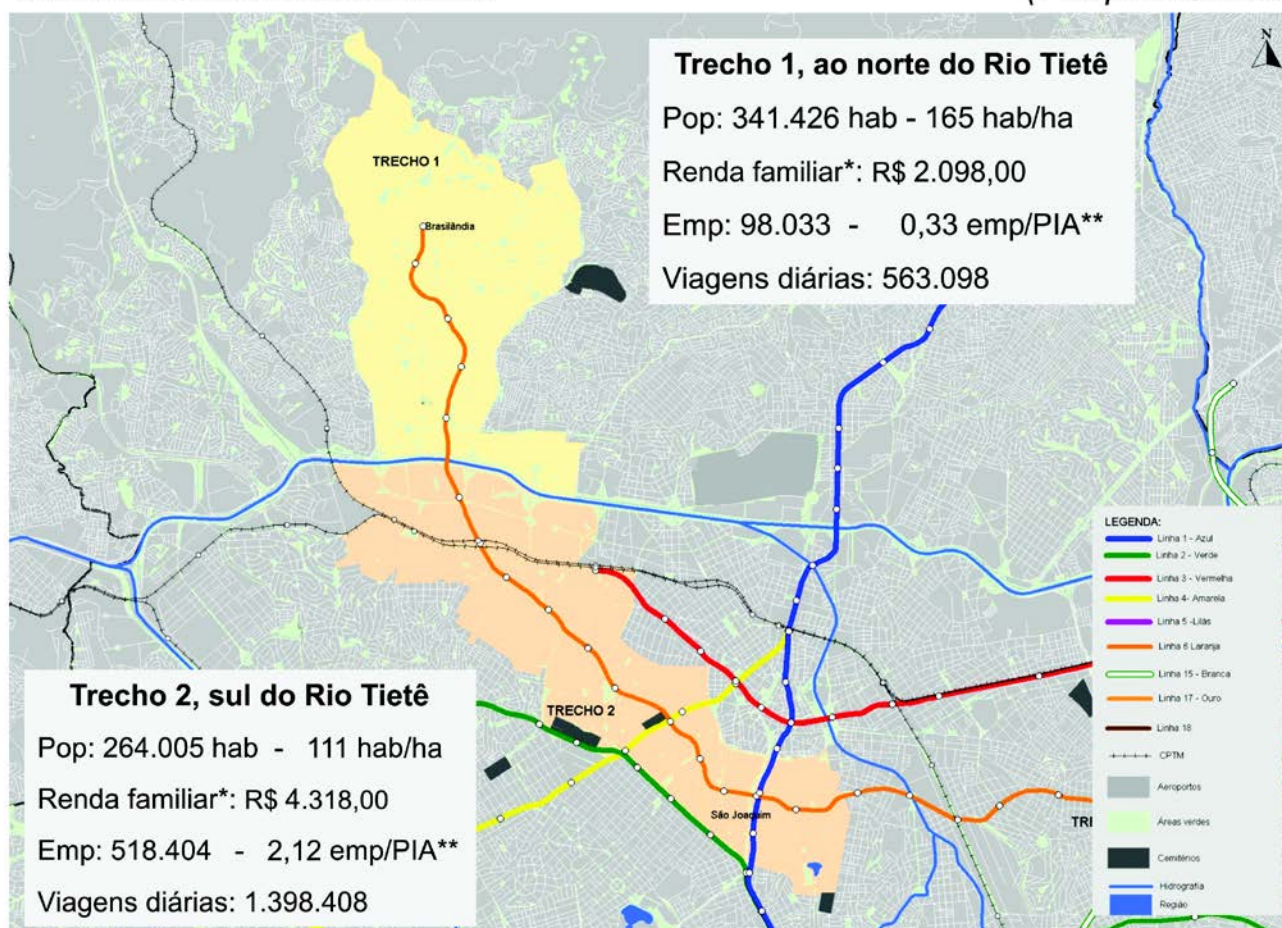 Trecho 1, ao norte do Rio Tietê
Pop: 341.426 hab - 165 hab/ha
Renda familiar*: R$ 2.098,00
Emp: 98.033 - 0,33 emp/PIA**
Viagens diárias: 563.098
N
TRECHO 1
Brasilândia
LEGENDA:
Linha 1 - Azul
Linha 2 - Verde
Linha 3 - Vermelha
Linha 4- Amarela
Linha 5 -Lilás
Linha 6 Laranja
Linha 15 - Branca
Linha 17 - Ouro
Linha 18
CPTM
Aeroportos
Áreas verdes
Cemitérios
Hidrografia
Região
Trecho 2, sul do Rio Tietê
Pop: 264.005 hab - 111 hab/ha
Renda familiar*: R$ 4.318,00
Emp: 518.404 - 2,12 emp/PIA**
Viagens diárias: 1.398.408
TRECHO 2
São Joaquim